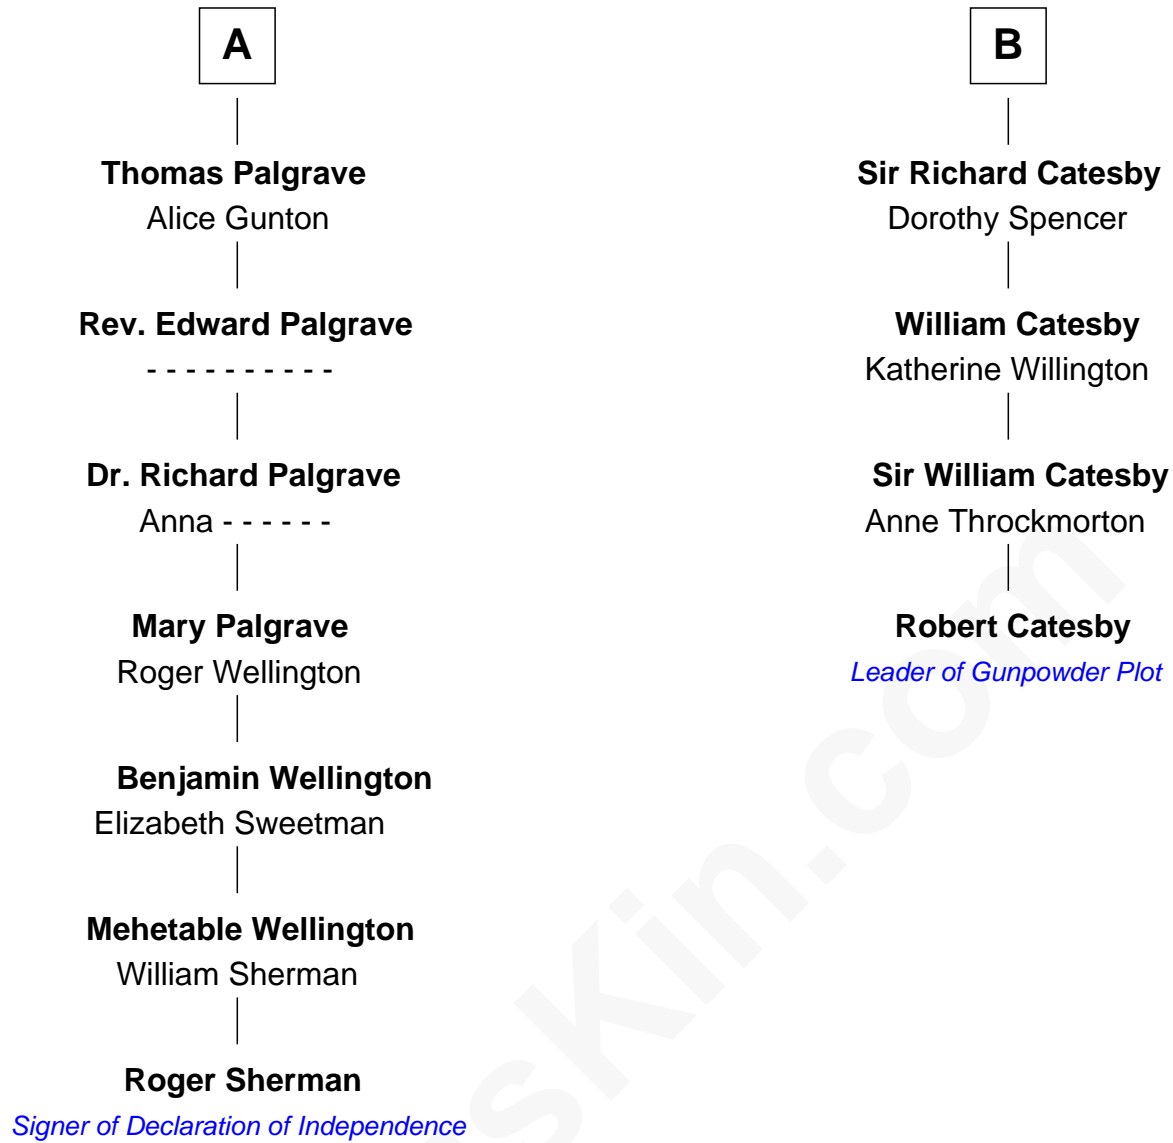 A
Thomas Palgrave
Alice Gunton
Rev. Edward Palgrave
- - - - - - - - - -
Dr. Richard Palgrave
Anna - - - - - -
Mary Palgrave
Roger Wellington
Benjamin Wellington
Elizabeth Sweetman
Mehetable Wellington
William Sherman
Roger Sherman
Signer of Declaration of Independence
B
Sir Richard Catesby
Dorothy Spencer
William Catesby
Katherine Willington
Sir William Catesby
Anne Throckmorton
Robert Catesby
Leader of Gunpowder Plot